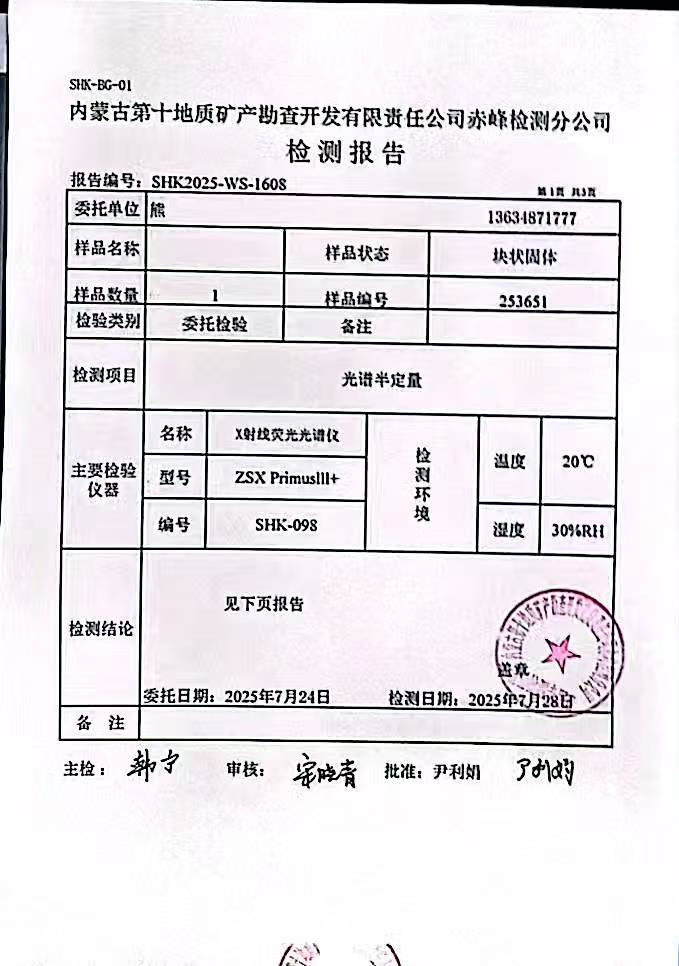 SHK-BG-01
内蒙古第十地质矿产勘查开发有限责任公司赤峰检测分公司
检测报告
报告编号：SHK2025-WS-1608
第1页 共3页
委托单位 熊 13634871777
样品名称 样品状态 块状固体
样品数量 1 样品编号 253651
检验类别 委托检验 备注
检测项目 光谱半定量
主要检验仪器 名称 X射线荧光光谱仪 检测环境 温度 20℃
型号 ZSX PrimusIII+
编号 SHK-098 湿度 30%RH
检测结论 见下页报告
盖章
委托日期：2025年7月24日 检测日期：2025年7月28日
备 注
主检：韩宁 审核：宋晓青 批准：尹利娟 尹利娟